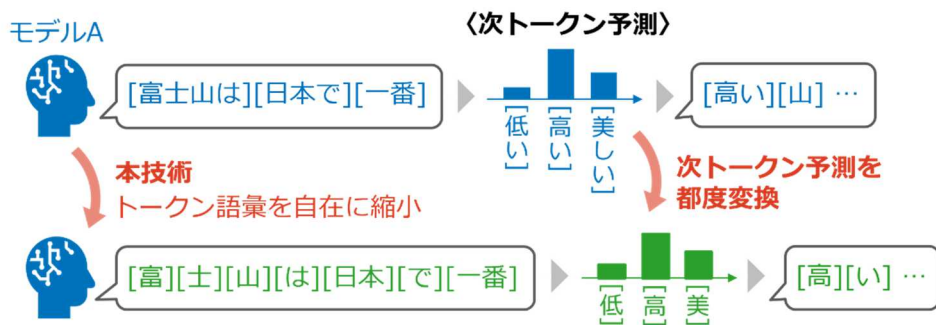 モデルA
〈次トークン予測〉
[富士山は][日本で][一番]
[低い]
[高い]
[美しい]
[高い][山] …
本技術
トークン語彙を自在に縮小
次トークン予測を
都度変換
[富][士][山][は][日本][で][一番]
[低]
[高]
[美]
[高][い] …